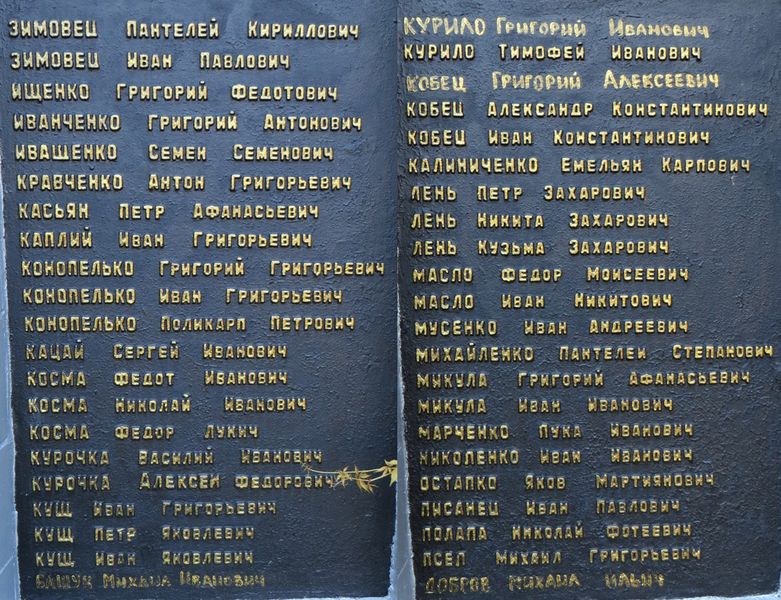 ЗИМОВЕЦ ПАНТЕЛЕЙ КИРИЛЛОВИЧ
ЗИМОВЕЦ ИВАН ПАВЛОВИЧ
ИЩЕНКО ГРИГОРИЙ ФЕДОТОВИЧ
ИВАНЧЕНКО ГРИГОРИЙ АНТОНОВИЧ
ИВАЩЕНКО СЕМЕН СЕМЕНОВИЧ
КРАВЧЕНКО АНТОН ГРИГОРЬЕВИЧ
КАСЬЯН ПЕТР АФАНАСЬЕВИЧ
КАПЛИЙ ИВАН ГРИГОРЬЕВИЧ
КОНОПЕЛЬКО ГРИГОРИЙ ГРИГОРЬЕВИЧ
КОНОПЕЛЬКО ИВАН ГРИГОРЬЕВИЧ
КОНОПЕЛЬКО ПОЛИКАРП ПЕТРОВИЧ
КАЦАЙ СЕРГЕЙ ИВАНОВИЧ
КОСМА ФЕДОТ ИВАНОВИЧ
КОСМА НИКОЛАЙ ИВАНОВИЧ
КОСМА ФЕДОР ЛУКИЧ
КУРОЧКА ВАСИЛИЙ ИВАНОВИЧ
КУРОЧКА АЛЕКСЕЙ ФЕДОРОВИЧ
КУЩ ИВАН ГРИГОРЬЕВИЧ
КУЩ ПЕТР ЯКОВЛЕВИЧ
КУЩ ИВАН ЯКОВЛЕВИЧ
БАЩУК МИХАИЛ ИВАНОВИЧ
КУРИЛО ГРИГОРИЙ ИВАНОВИЧ
КУРИЛО ТИМОФЕЙ ИВАНОВИЧ
КОБЕЦ ГРИГОРИЙ АЛЕКСЕЕВИЧ
КОБЕЦ АЛЕКСАНДР КОНСТАНТИНОВИЧ
КОБЕЦ ИВАН КОНСТАНТИНОВИЧ
КАЛИНИЧЕНКО ЕМЕЛЬЯН КАРПОВИЧ
ЛЕНЬ ПЕТР ЗАХАРОВИЧ
ЛЕНЬ НИКИТА ЗАХАРОВИЧ
ЛЕНЬ КУЗЬМА ЗАХАРОВИЧ
МАСЛО ФЕДОР МОИСЕЕВИЧ
МАСЛО ИВАН НИКИТОВИЧ
МУСЕНКО ИВАН АНДРЕЕВИЧ
МИХАЙЛЕНКО ПАНТЕЛЕИ СТЕПАНОВИЧ
МИКУЛА ГРИГОРИЙ АФАНАСЬЕВИЧ
МИКУЛА ИВАН ИВАНОВИЧ
МАРЧЕНКО ЛУКА ИВАНОВИЧ
НИКОЛЕНКО ИВАН ИВАНОВИЧ
ОСТАПКО ЯКОВ МАРТИЯНОВИЧ
ПИСАНЕЦ ИВАН ПАВЛОВИЧ
ПОЛАПА НИКОЛАЙ ФОТЕЕВИЧ
ПСЕЛ МИХАИЛ ГРИГОРЬЕВИЧ
ДОБРОВ МИХАИЛ ИЛЬИЧ